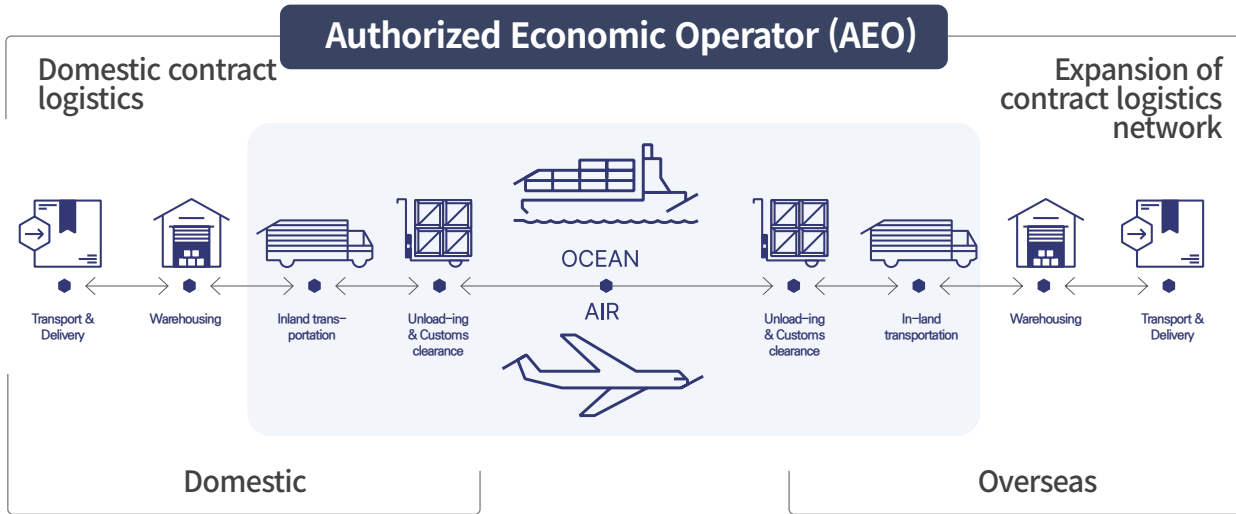 Authorized Economic Operator (AEO)
Domestic contract
logistics
Expansion of
contract logistics
network
OCEAN
AIR
Transport &
Delivery
Warehousing
Inland trans-
portation
Unload-ing
& Customs
clearance
Unload-ing
& Customs
clearance
In-land
transportation
Warehousing
Transport &
Delivery
Domestic
Overseas